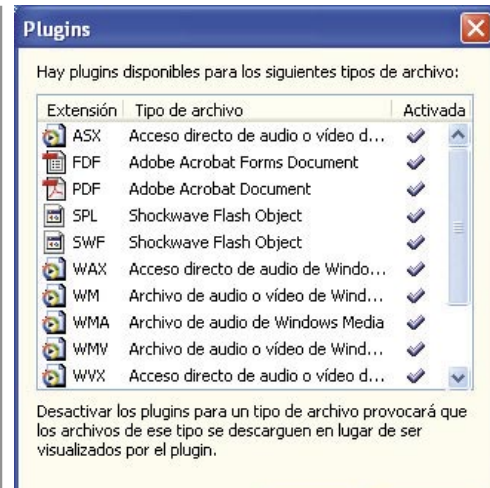 Plugins
Hay plugins disponibles para los siguientes tipos de archivo:
Extensión Tipo de archivo Activada
ASX Acceso directo de audio o vídeo d...
FDF Adobe Acrobat Forms Document
PDF Adobe Acrobat Document
SPL Shockwave Flash Object
SWF Shockwave Flash Object
WAX Acceso directo de audio de Windo...
WM Archivo de audio o vídeo de Wind...
WMA Archivo de audio de Windows Media
WMV Archivo de audio o vídeo de Wind...
WVX Acceso directo de audio o vídeo d...
Desactivar los plugins para un tipo de archivo provocará que
los archivos de ese tipo se descarguen en lugar de ser
visualizados por el plugin.